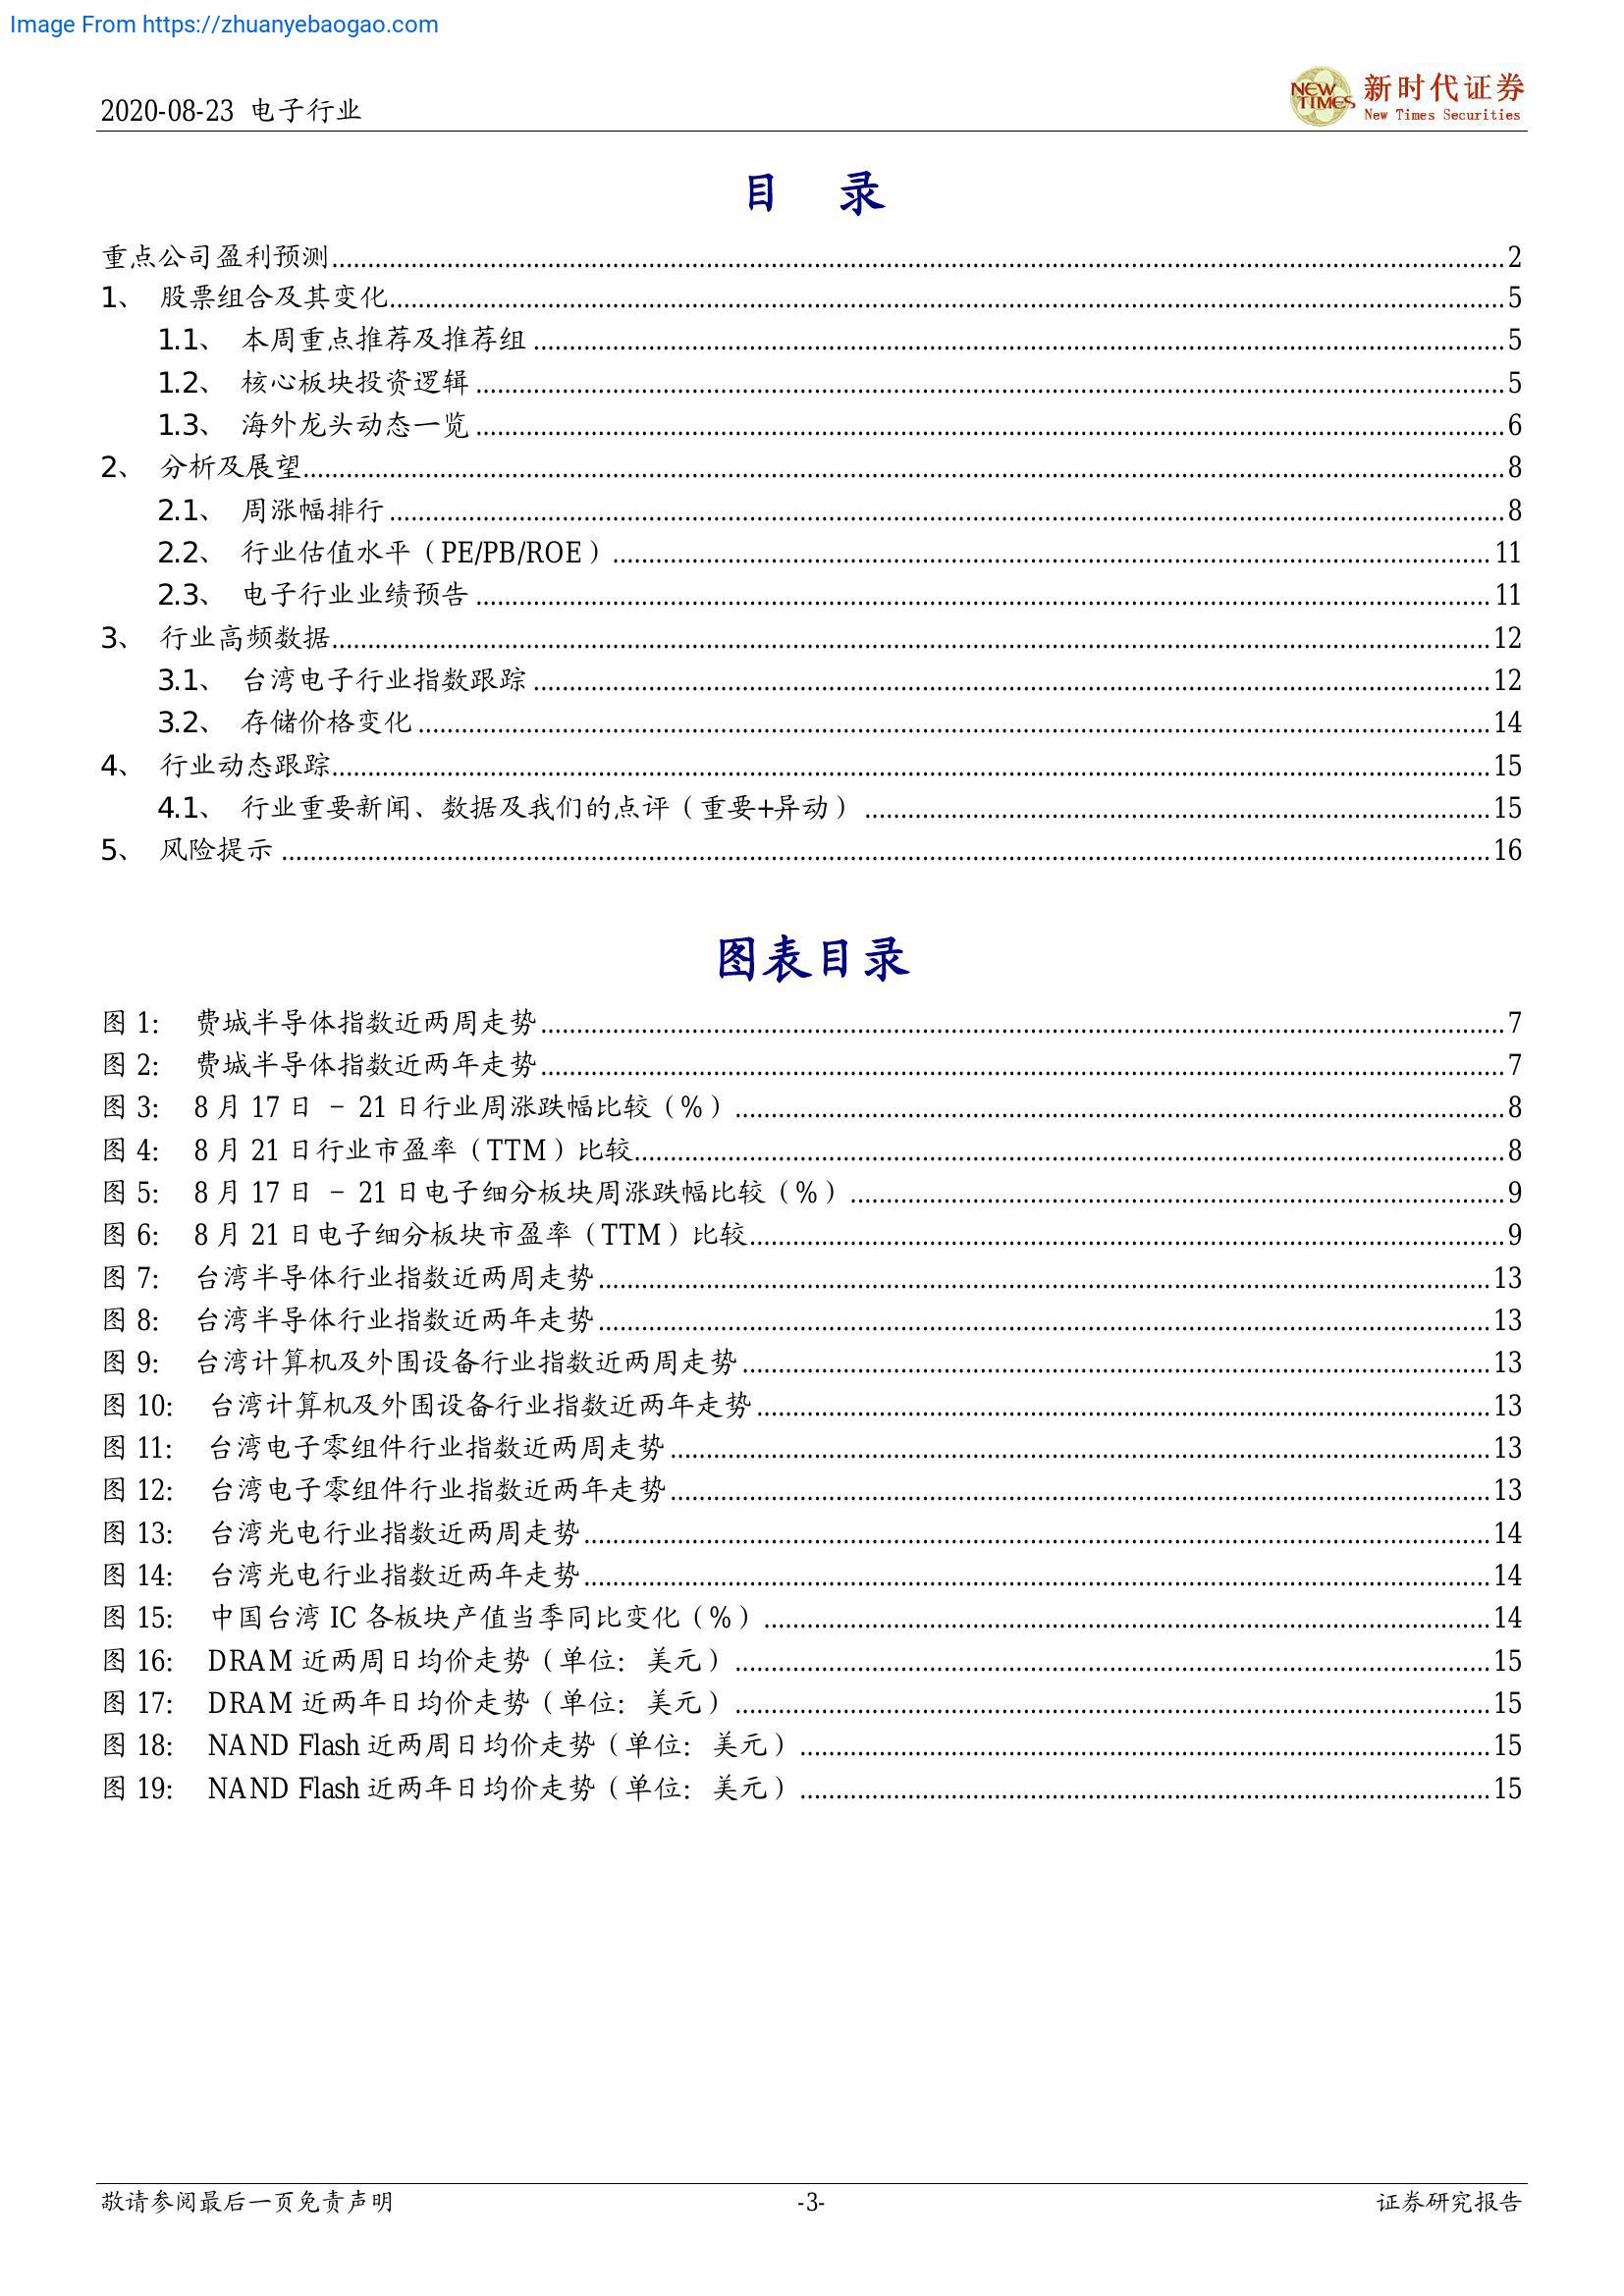 Image From https://zhuanyebaogao.com
2020-08-23 电子行业
NEW TIMES 新时代证券
New Times Securities
目 录
重点公司盈利预测 2
1、 股票组合及其变化 5
1.1、 本周重点推荐及推荐组 5
1.2、 核心板块投资逻辑 5
1.3、 海外龙头动态一览 6
2、 分析及展望 8
2.1、 周涨幅排行 8
2.2、 行业估值水平（PE/PB/ROE） 11
2.3、 电子行业业绩预告 11
3、 行业高频数据 12
3.1、 台湾电子行业指数跟踪 12
3.2、 存储价格变化 14
4、 行业动态跟踪 15
4.1、 行业重要新闻、数据及我们的点评（重要+异动） 15
5、 风险提示 16
图表目录
图 1: 费城半导体指数近两周走势 7
图 2: 费城半导体指数近两年走势 7
图 3: 8 月 17 日 - 21 日行业周涨跌幅比较（%） 8
图 4: 8 月 21 日行业市盈率（TTM）比较 8
图 5: 8 月 17 日 - 21 日电子细分板块周涨跌幅比较（%） 9
图 6: 8 月 21 日电子细分板块市盈率（TTM）比较 9
图 7: 台湾半导体行业指数近两周走势 13
图 8: 台湾半导体行业指数近两年走势 13
图 9: 台湾计算机及外围设备行业指数近两周走势 13
图 10: 台湾计算机及外围设备行业指数近两年走势 13
图 11: 台湾电子零组件行业指数近两周走势 13
图 12: 台湾电子零组件行业指数近两年走势 13
图 13: 台湾光电行业指数近两周走势 14
图 14: 台湾光电行业指数近两年走势 14
图 15: 中国台湾 IC 各板块产值当季同比变化（%） 14
图 16: DRAM 近两周日均价走势（单位: 美元） 15
图 17: DRAM 近两年日均价走势（单位: 美元） 15
图 18: NAND Flash 近两周日均价走势（单位: 美元） 15
图 19: NAND Flash 近两年日均价走势（单位: 美元） 15
敬请参阅最后一页免责声明 -3- 证券研究报告